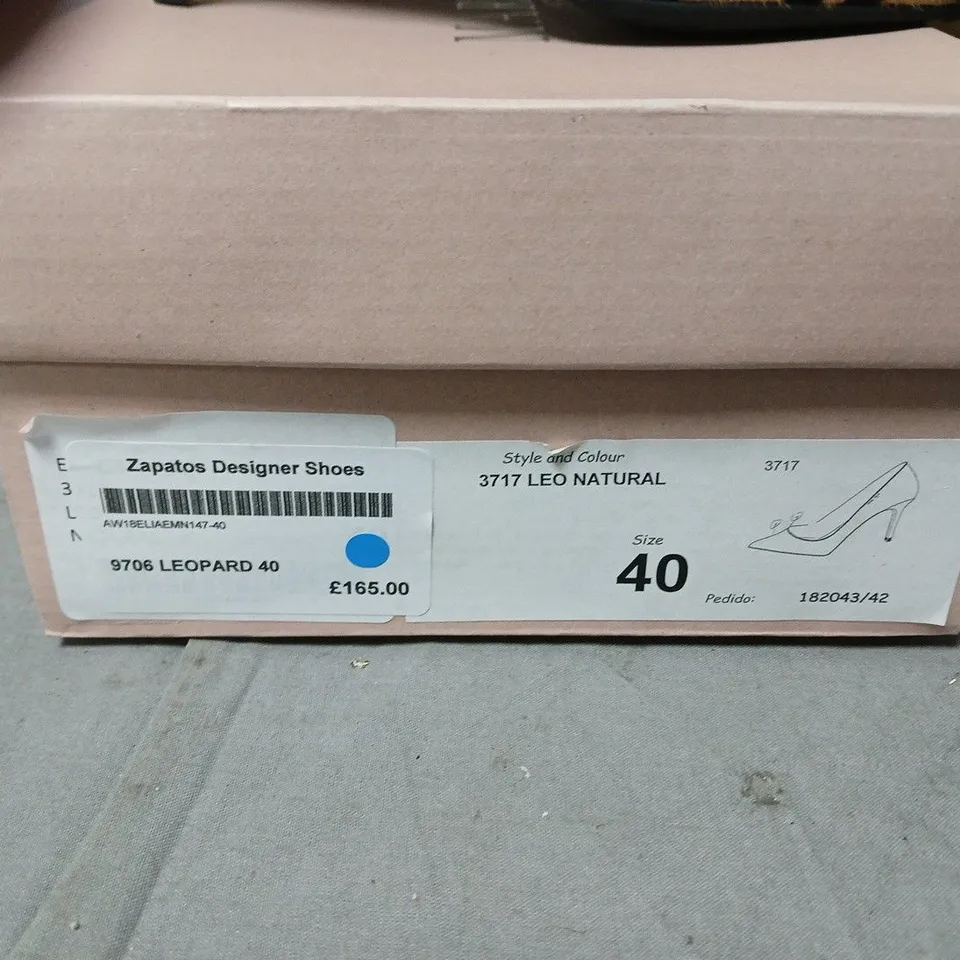 E
3
L
Zapatos Designer Shoes
AW18ELIAEMN147-40
9706 LEOPARD 40
£165.00
Style and Colour
3717 LEO NATURAL
3717
Size
40
Pedido: 182043/42